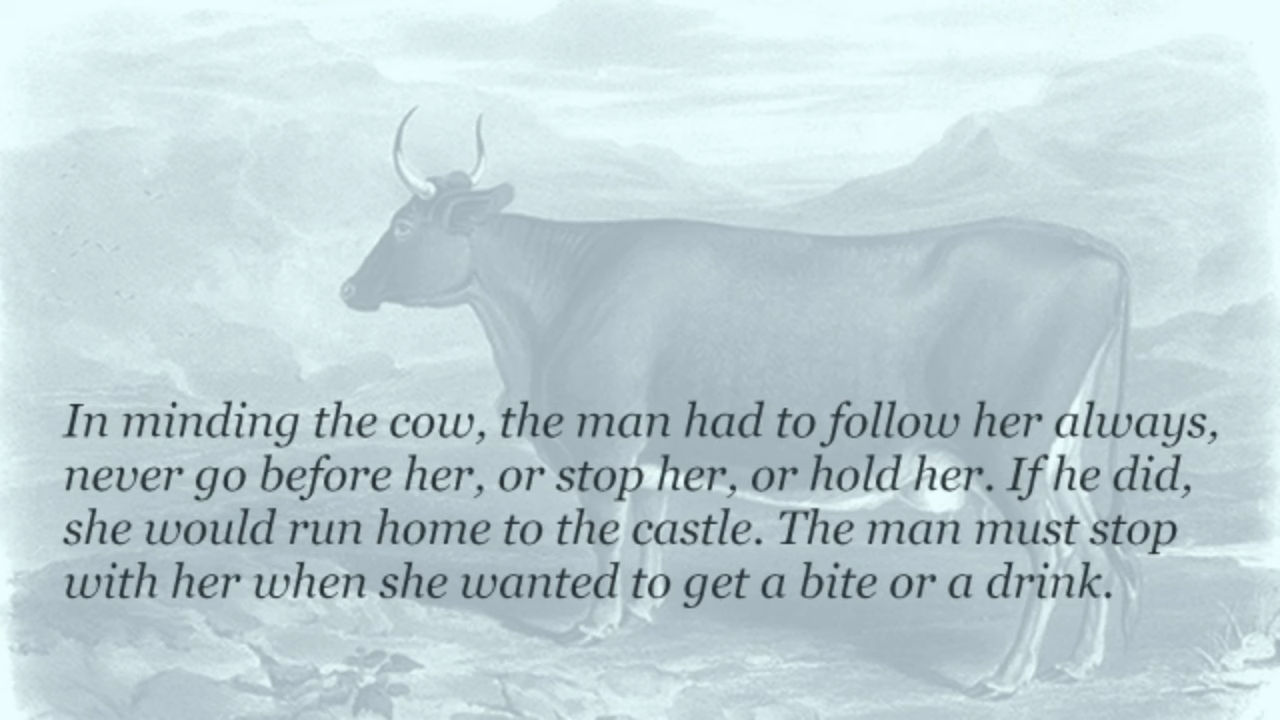 In minding the cow, the man had to follow her always,
never go before her, or stop her, or hold her. If he did,
she would run home to the castle. The man must stop
with her when she wanted to get a bite or a drink.